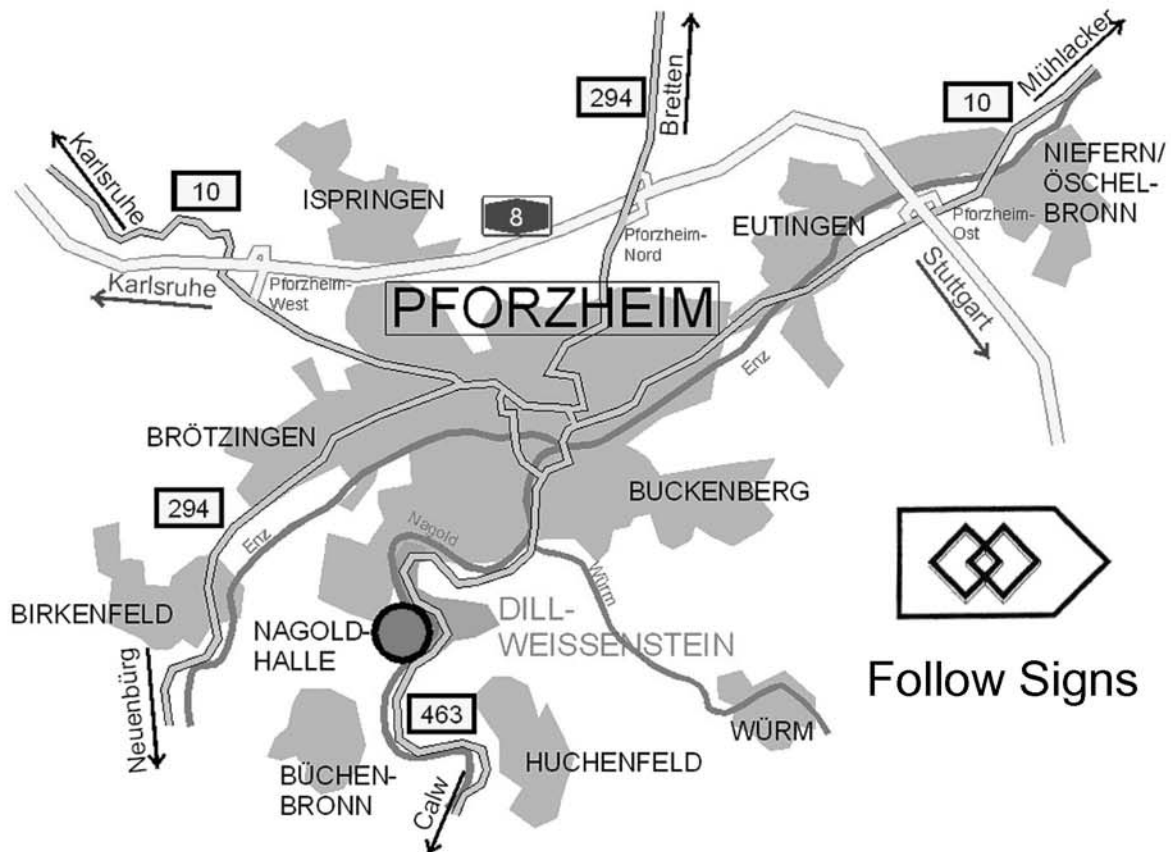 Mühlacker
294
Bretten
10
Karlsruhe
10
ISPRINGEN
8
NIEFERN/
ÖSCHEL-
BRONN
EUTINGEN
Pforzheim-
Nord
Pforzheim-
Ost
Karlsruhe
Pforzheim-
West
Stuttgart
PFORZHEIM
Enz
BRÖTZINGEN
BUCKENBERG
294
Nagold
Enz
Würm
BIRKENFELD
NAGOLD-
HALLE
DILL-
WEISSENSTEIN
Follow Signs
Neuenbürg
463
WÜRM
BÜCHEN-
BRONN
HUCHENFELD
Calw